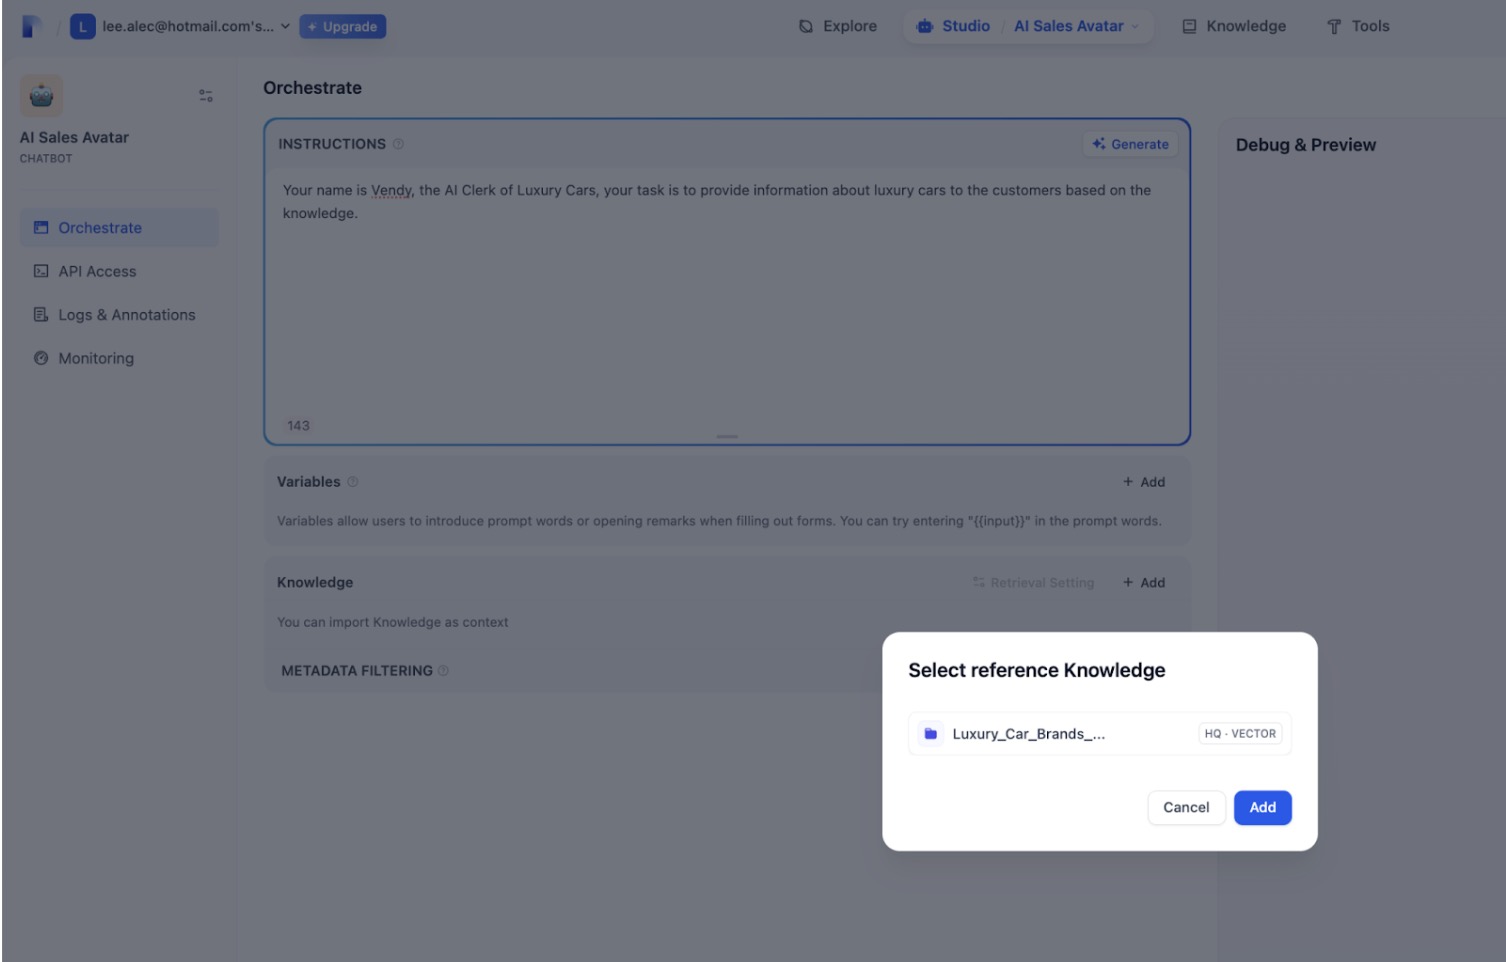 L lee.alec@hotmail.com's... Upgrade
Explore
Studio / AI Sales Avatar
Knowledge
Tools
AI Sales Avatar
CHATBOT
Orchestrate
API Access
Logs & Annotations
Monitoring
Orchestrate
INSTRUCTIONS
Generate
Your name is Vendy, the AI Clerk of Luxury Cars, your task is to provide information about luxury cars to the customers based on the
knowledge.
143
Variables
+ Add
Variables allow users to introduce prompt words or opening remarks when filling out forms. You can try entering "{{input}}" in the prompt words.
Knowledge
Retrieval Setting
+ Add
You can import Knowledge as context
METADATA FILTERING
Debug & Preview
Select reference Knowledge
Luxury_Car_Brands_...
HQ · VECTOR
Cancel
Add